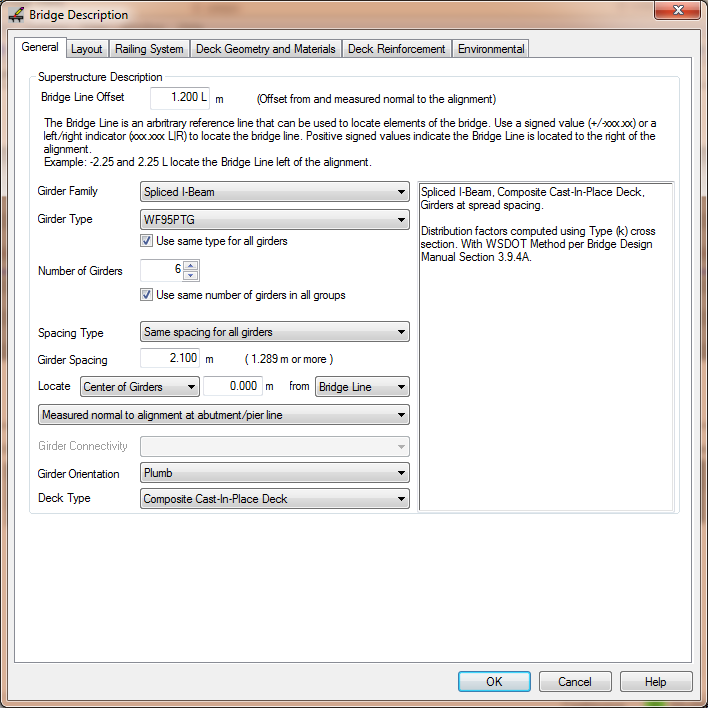 Bridge Description
General Layout Railing System Deck Geometry and Materials Deck Reinforcement Environmental
Superstructure Description
Bridge Line Offset 1.200 L m (Offset from and measured normal to the alignment)
The Bridge Line is an arbritrary reference line that can be used to locate elements of the bridge. Use a signed value (+/-xxx.xx) or a
left/right indicator (xxx.xxx L|R) to locate the bridge line. Positive signed values indicate the Bridge Line is located to the right of the
alignment.
Example: -2.25 and 2.25 L locate the Bridge Line left of the alignment.
Girder Family Spliced I-Beam
Girder Type WF95PTG
Use same type for all girders
Number of Girders 6
Use same number of girders in all groups
Spacing Type Same spacing for all girders
Girder Spacing 2.100 m ( 1.289 m or more )
Locate Center of Girders 0.000 m from Bridge Line
Measured normal to alignment at abutment/pier line
Girder Connectivity
Girder Orientation Plumb
Deck Type Composite Cast-In-Place Deck
Spliced I-Beam, Composite Cast-In-Place Deck,
Girders at spread spacing.
Distribution factors computed using Type (k) cross
section. With WSDOT Method per Bridge Design
Manual Section 3.9.4A.
OK Cancel Help